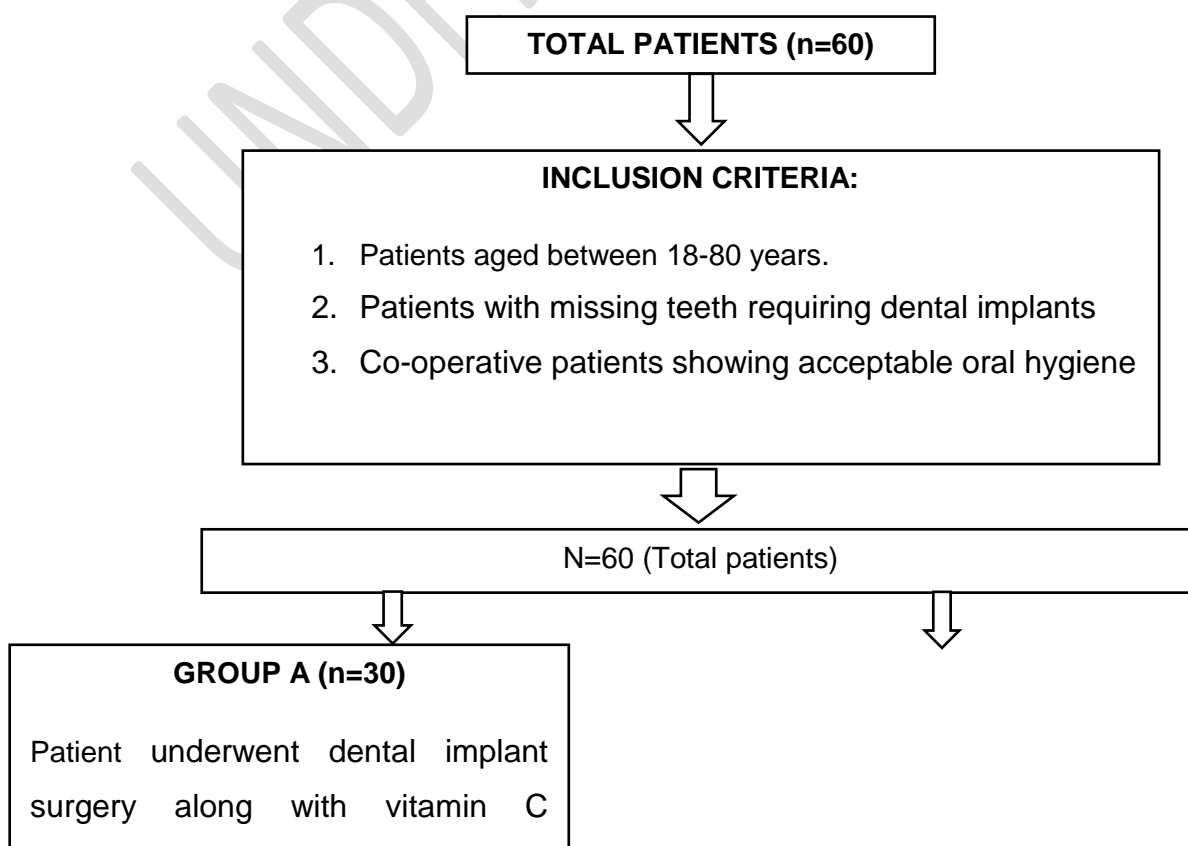 TOTAL PATIENTS (n=60)
INCLUSION CRITERIA:
1. Patients aged between 18-80 years.
2. Patients with missing teeth requiring dental implants
3. Co-operative patients showing acceptable oral hygiene
N=60 (Total patients)
GROUP A (n=30)
Patient underwent dental implant
surgery along with vitamin C